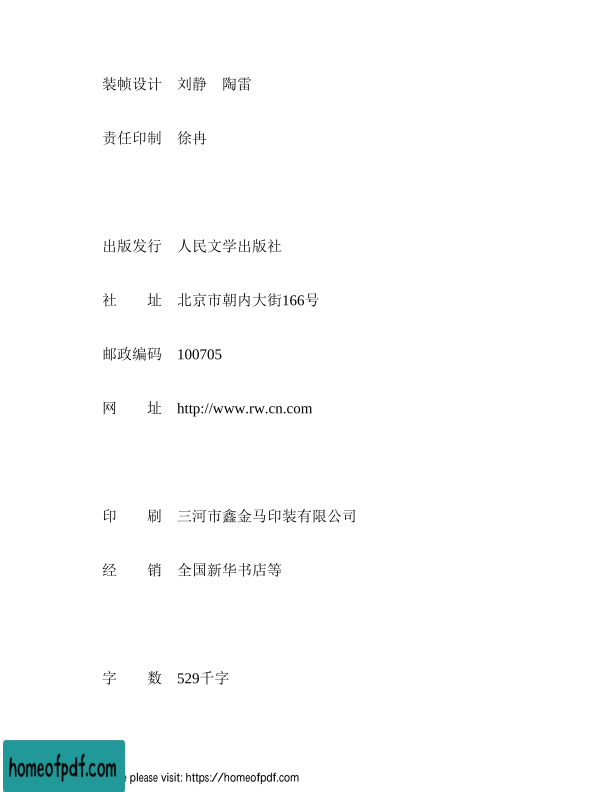 装帧设计　刘静　陶雷
责任印制　徐冉
出版发行　人民文学出版社
社　　址　北京市朝内大街166号
邮政编码　100705
网　　址　http://www.rw.cn.com
印　　刷　三河市鑫金马印装有限公司
经　　销　全国新华书店等
字　　数　529千字
homeofpdf.com
please visit: https://homeofpdf.com